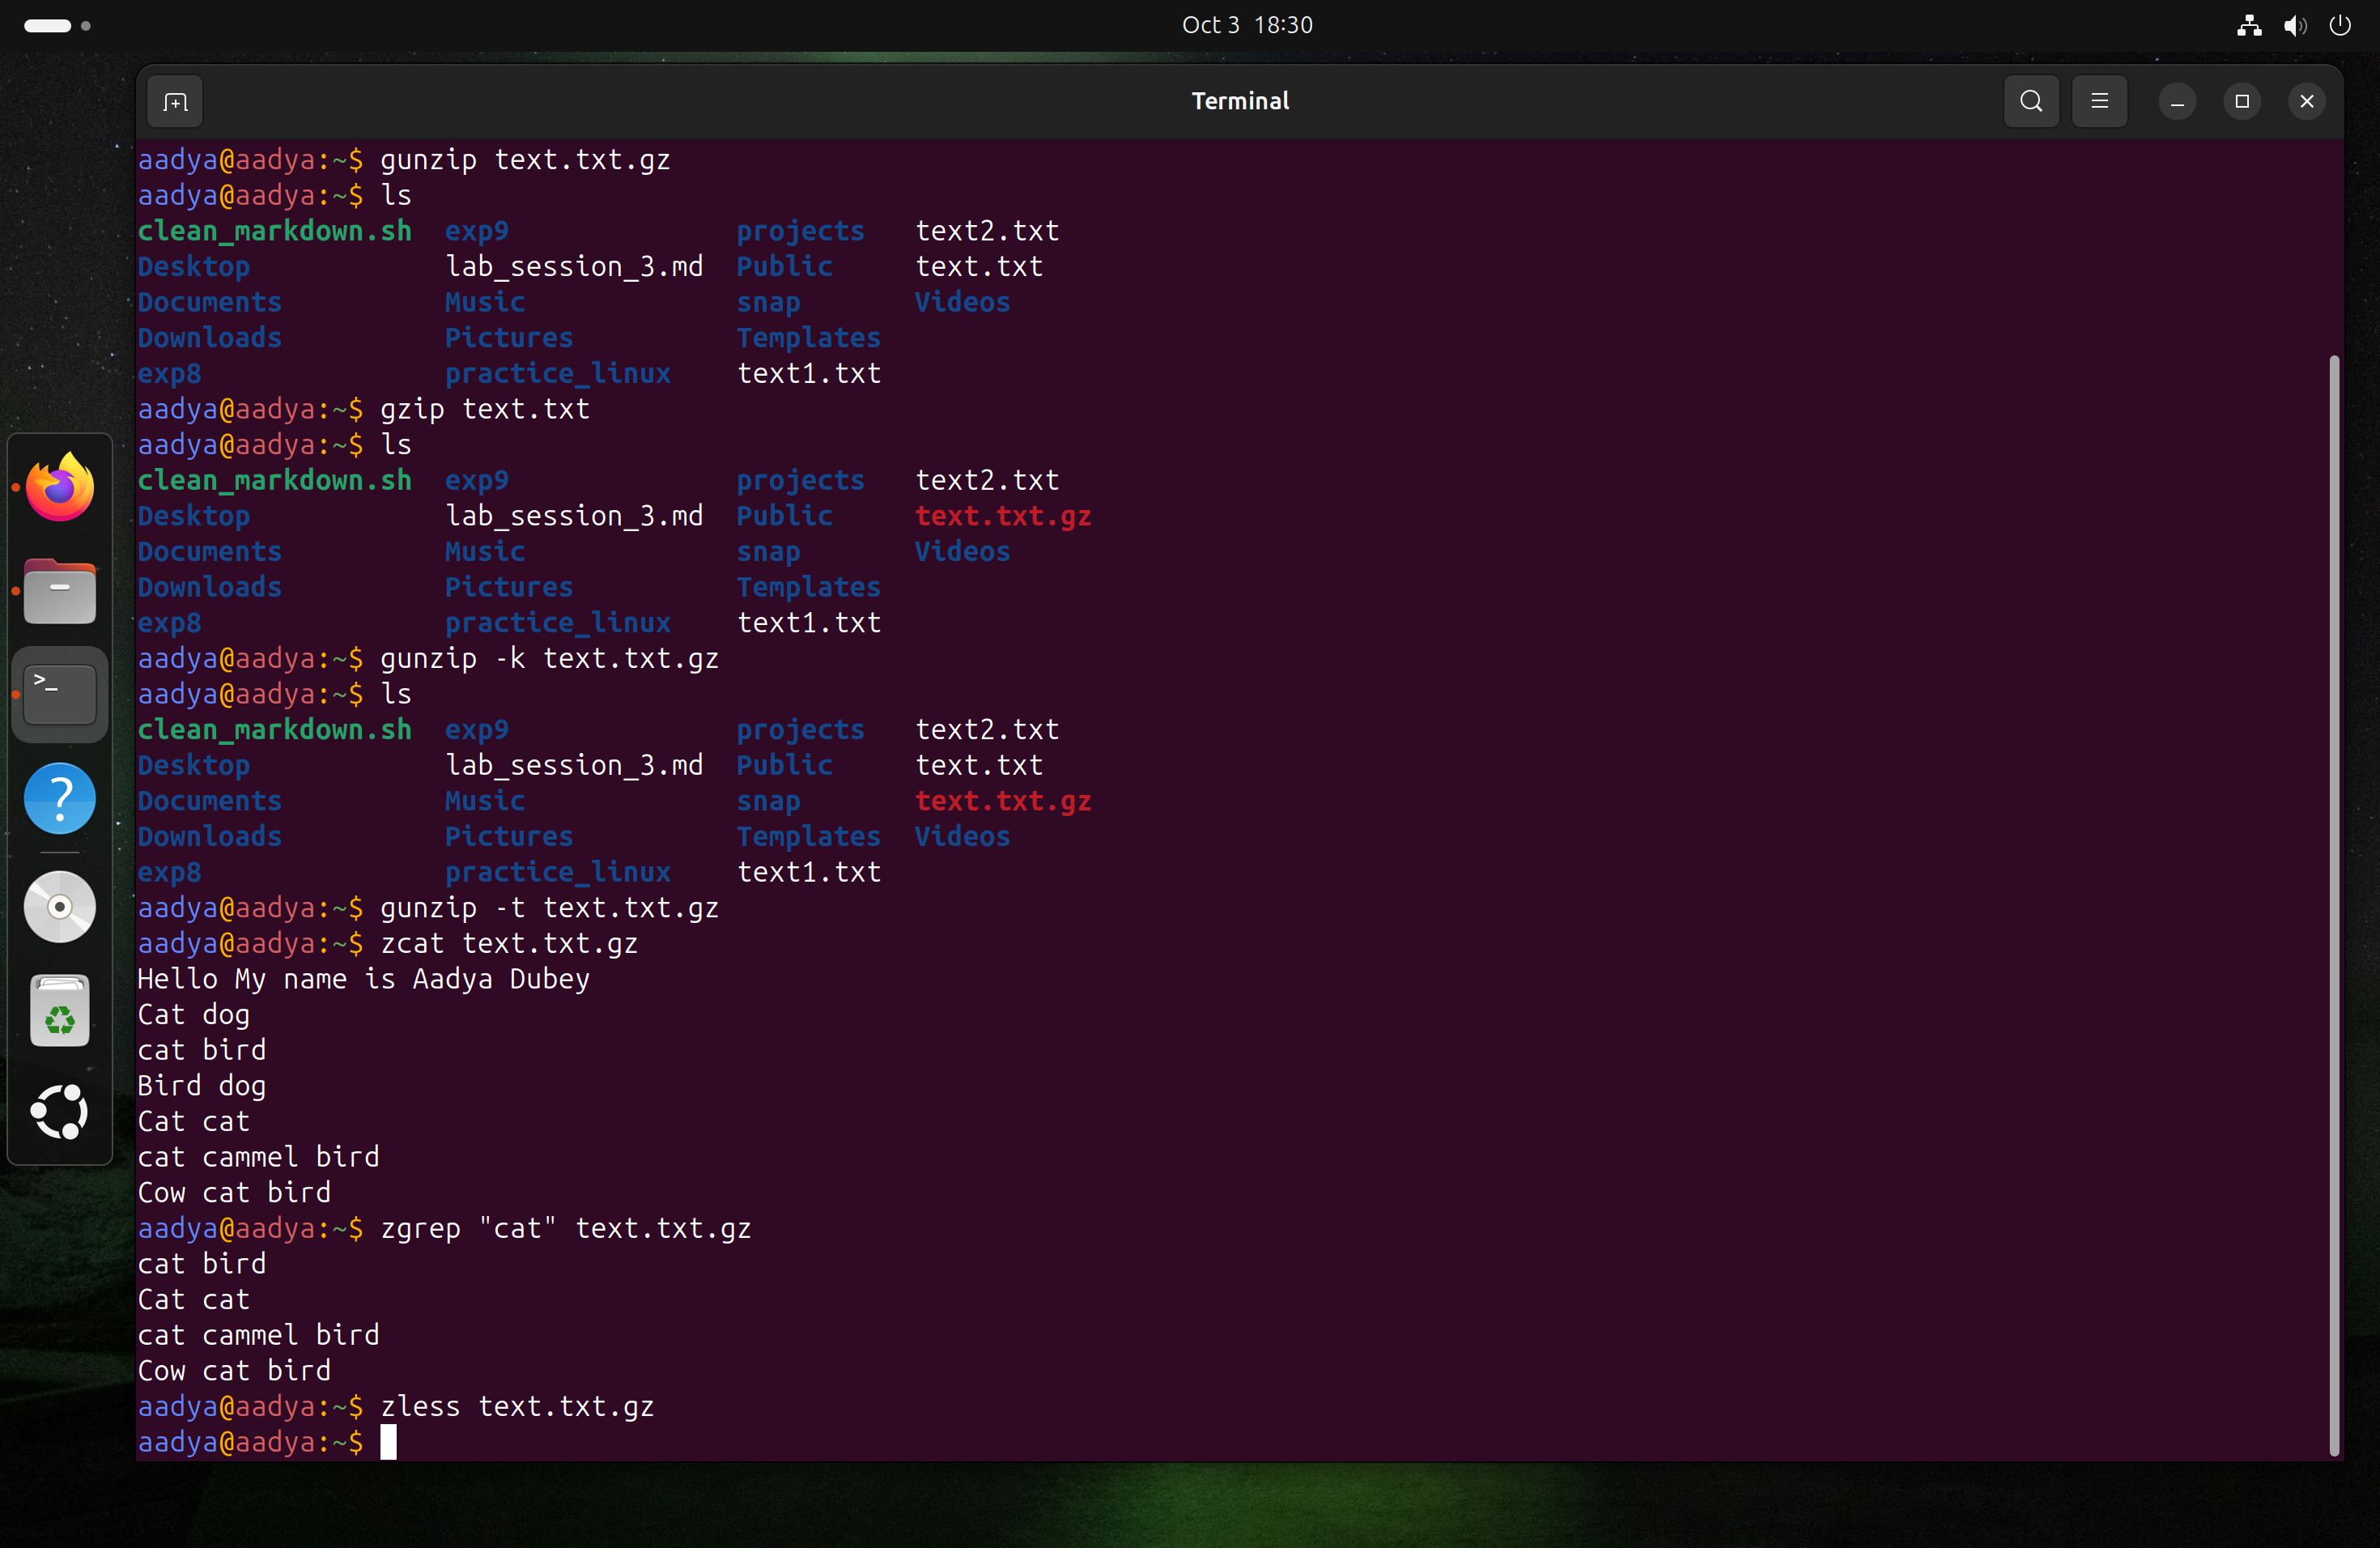 Oct 3 18:30
Terminal
aadya@aadya:~$ gunzip text.txt.gz
aadya@aadya:~$ ls
clean_markdown.sh exp9 projects text2.txt
Desktop lab_session_3.md Public text.txt
Documents Music snap Videos
Downloads Pictures Templates
exp8 practice_linux text1.txt
aadya@aadya:~$ gzip text.txt
aadya@aadya:~$ ls
clean_markdown.sh exp9 projects text2.txt
Desktop lab_session_3.md Public text.txt.gz
Documents Music snap Videos
Downloads Pictures Templates
exp8 practice_linux text1.txt
aadya@aadya:~$ gunzip -k text.txt.gz
aadya@aadya:~$ ls
clean_markdown.sh exp9 projects text2.txt
Desktop lab_session_3.md Public text.txt
Documents Music snap text.txt.gz
Downloads Pictures Templates Videos
exp8 practice_linux text1.txt
aadya@aadya:~$ gunzip -t text.txt.gz
aadya@aadya:~$ zcat text.txt.gz
Hello My name is Aadya Dubey
Cat dog
cat bird
Bird dog
Cat cat
cat cammel bird
Cow cat bird
aadya@aadya:~$ zgrep "cat" text.txt.gz
cat bird
Cat cat
cat cammel bird
Cow cat bird
aadya@aadya:~$ zless text.txt.gz
aadya@aadya:~$